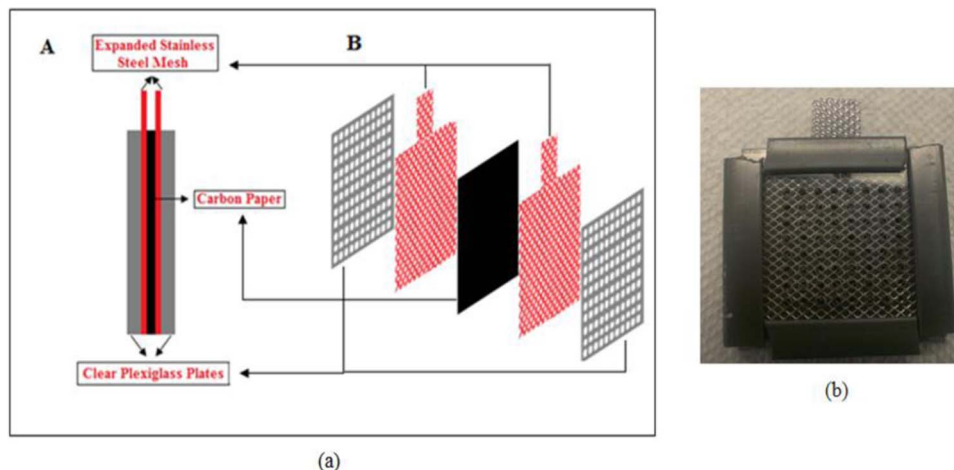 A
Expanded Stainless
Steel Mesh
B
Carbon Paper
Clear Plexiglass Plates
(a)
(b)